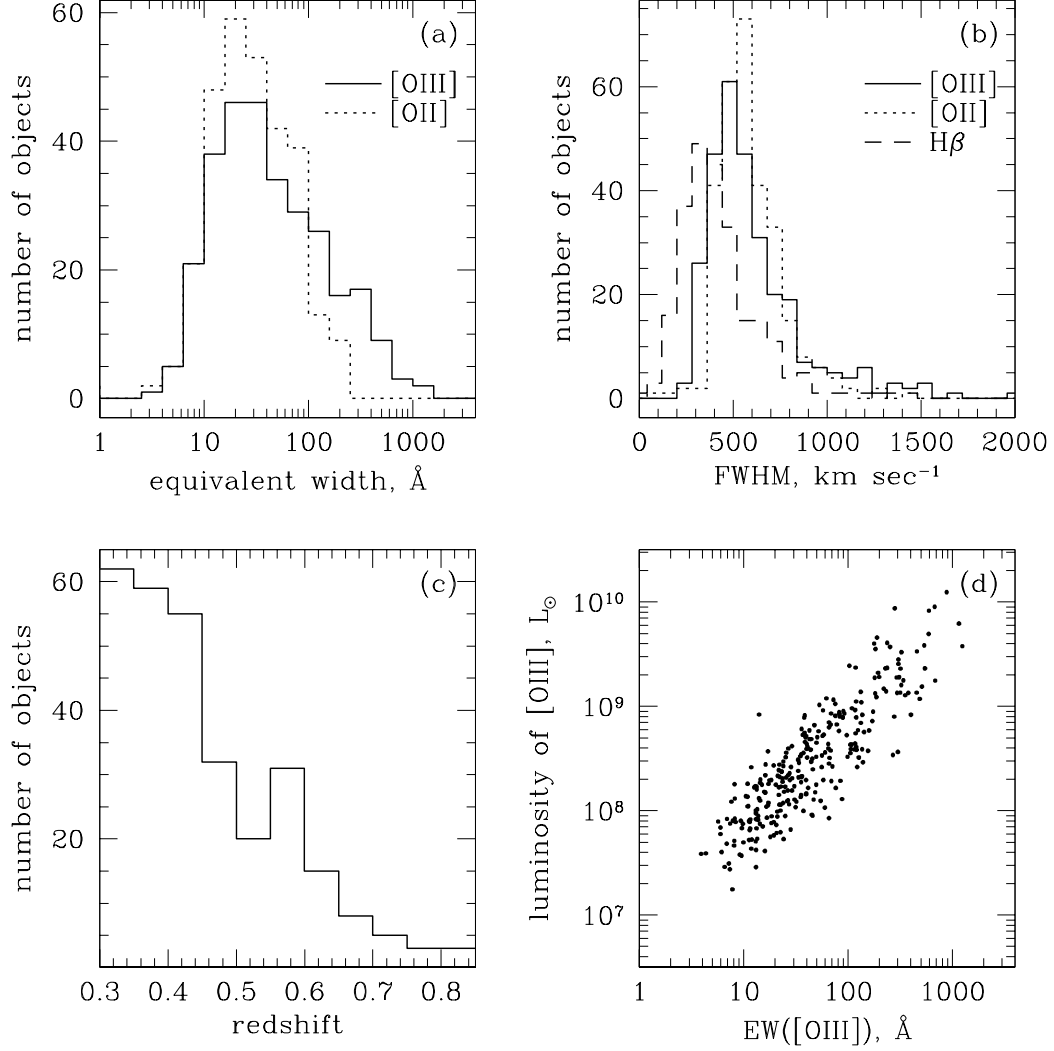 (a)
[OIII]
[OII]
number of objects
60
40
20
0
1
10
100
1000
equivalent width, Å
(b)
[OIII]
[OII]
Hβ
number of objects
60
40
20
0
0
500
1000
1500
2000
FWHM, km sec⁻¹
(c)
number of objects
60
40
20
0.3
0.4
0.5
0.6
0.7
0.8
redshift
(d)
luminosity of [OIII], L⊙
10¹⁰
10⁹
10⁸
10⁷
1
10
100
1000
EW([OIII]), Å